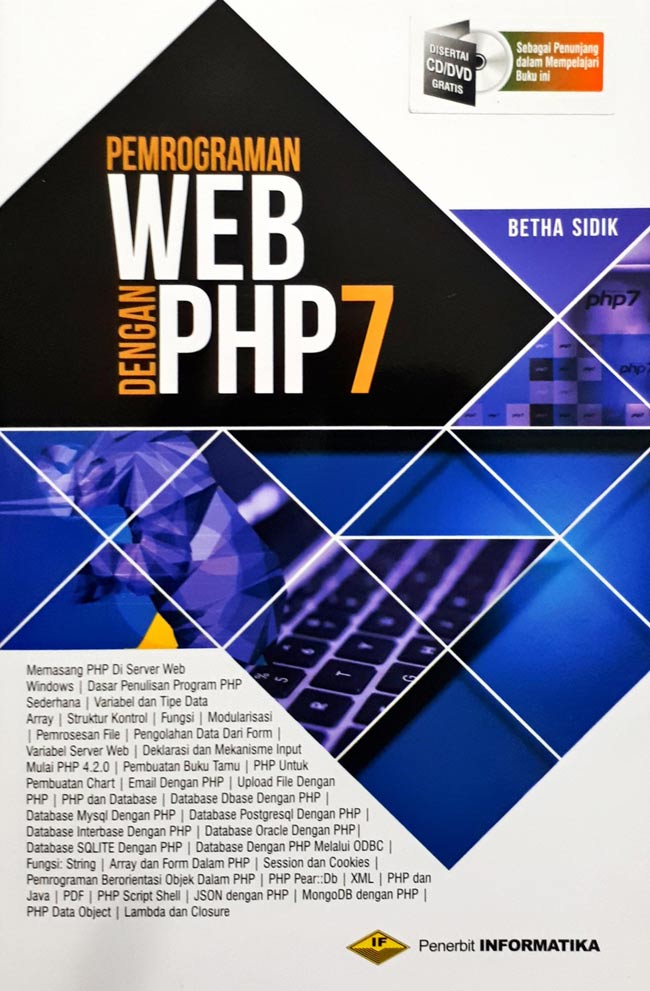 DISERTAI
CD/DVD
GRATIS
Sebagai Penunjang
dalam Mempelajari
Buku ini
PEMROGRAMAN
WEB
DENGAN
PHP7
BETHA SIDIK
php7
php7
Memasang PHP Di Server Web
Windows | Dasar Penulisan Program PHP
Sederhana | Variabel dan Tipe Data
Array | Struktur Kontrol | Fungsi | Modularisasi
| Pemrosesan File | Pengolahan Data Dari Form |
Variabel Server Web | Deklarasi dan Mekanisme Input
Mulai PHP 4.2.0 | Pembuatan Buku Tamu | PHP Untuk
Pembuatan Chart | Email Dengan PHP | Upload File Dengan
PHP | PHP dan Database | Database Dbase Dengan PHP |
Database Mysql Dengan PHP | Database Postgresql Dengan PHP |
Database Interbase Dengan PHP | Database Oracle Dengan PHP|
Database SQLITE Dengan PHP | Database Dengan PHP Melalui ODBC |
Fungsi: String | Array dan Form Dalam PHP | Session dan Cookies |
Pemrograman Berorientasi Objek Dalam PHP | PHP Pear::Db | XML | PHP dan
Java | PDF | PHP Script Shell | JSON dengan PHP | MongoDB dengan PHP |
PHP Data Object | Lambda dan Closure
IF
Penerbit INFORMATIKA